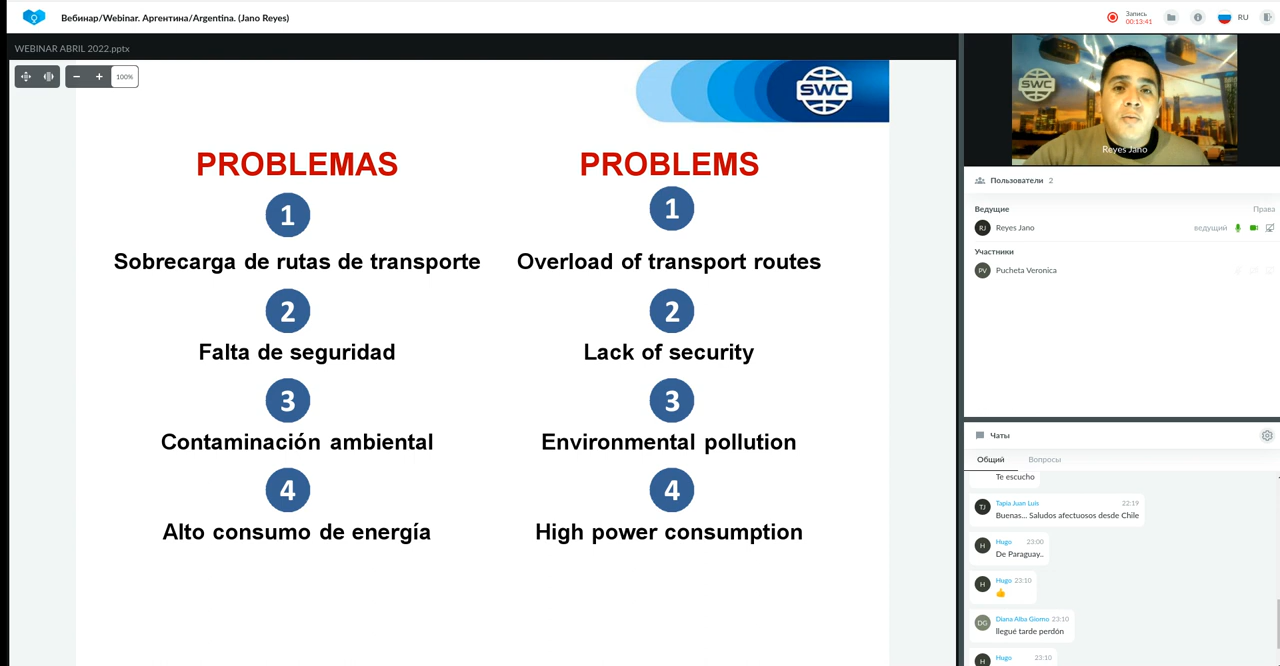 Вебинар/Webinar. Аргентина/Argentina. (Jano Reyes)
Запись
00:13:41
RU
WEBINAR ABRIL 2022.pptx
100%
SWC
PROBLEMAS
1
Sobrecarga de rutas de transporte
2
Falta de seguridad
3
Contaminación ambiental
4
Alto consumo de energía
PROBLEMS
1
Overload of transport routes
2
Lack of security
3
Environmental pollution
4
High power consumption
SWC
Reyes Jano
Пользователи 2
Ведущие Права
RJ Reyes Jano ведущий
Участники
PV Pucheta Veronica
Чаты
Общий Вопросы
Te escucho
TJ Tapia Juan Luis 22:19
Buenas... Saludos afectuosos desde Chile
H Hugo 23:00
De Paraguay..
H Hugo 23:10
👍
DG Diana Alba Giorno 23:10
llegué tarde perdón
H Hugo 23:10